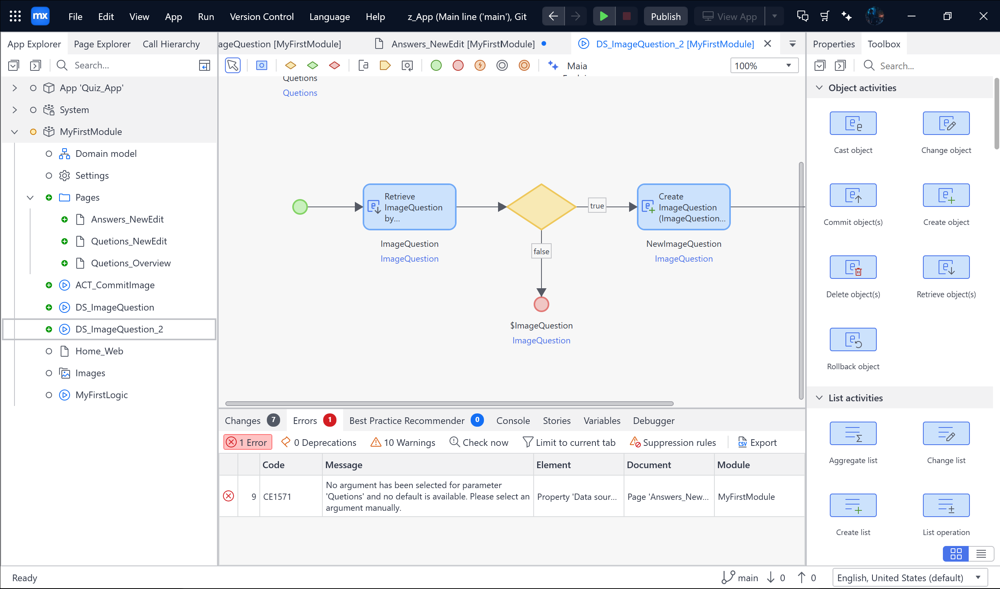 mx
File Edit View App Run Version Control Language Help z_App (Main line ('main'), Git Publish View App
App Explorer Page Explorer Call Hierarchy
ageQuestion [MyFirstModule] Answers_NewEdit [MyFirstModule] DS_ImageQuestion_2 [MyFirstModule]
Properties Toolbox
Search...
Maia
100%
Search...
App 'Quiz_App'
System
MyFirstModule
Domain model
Settings
Pages
Answers_NewEdit
Quetions_NewEdit
Quetions_Overview
ACT_CommitImage
DS_ImageQuestion
DS_ImageQuestion_2
Home_Web
Images
MyFirstLogic
Quetions
Quetions
Retrieve
ImageQuestion
by...
ImageQuestion
ImageQuestion
true
false
Create
ImageQuestion
(ImageQuestion...
NewImageQuestion
ImageQuestion
$ImageQuestion
ImageQuestion
Object activities
Cast object Change object
Commit object(s) Create object
Delete object(s) Retrieve object(s)
Rollback object
List activities
Aggregate list Change list
Create list List operation
Changes 7 Errors 1 Best Practice Recommender 0 Console Stories Variables Debugger
1 Error 0 Deprecations 10 Warnings Check now Limit to current tab Suppression rules CSV Export
Code Message Element Document Module
9 CE1571
No argument has been selected for parameter
'Quetions' and no default is available. Please select an
argument manually.
Property 'Data sour... Page 'Answers_New... MyFirstModule
Ready
main 0 0 English, United States (default)